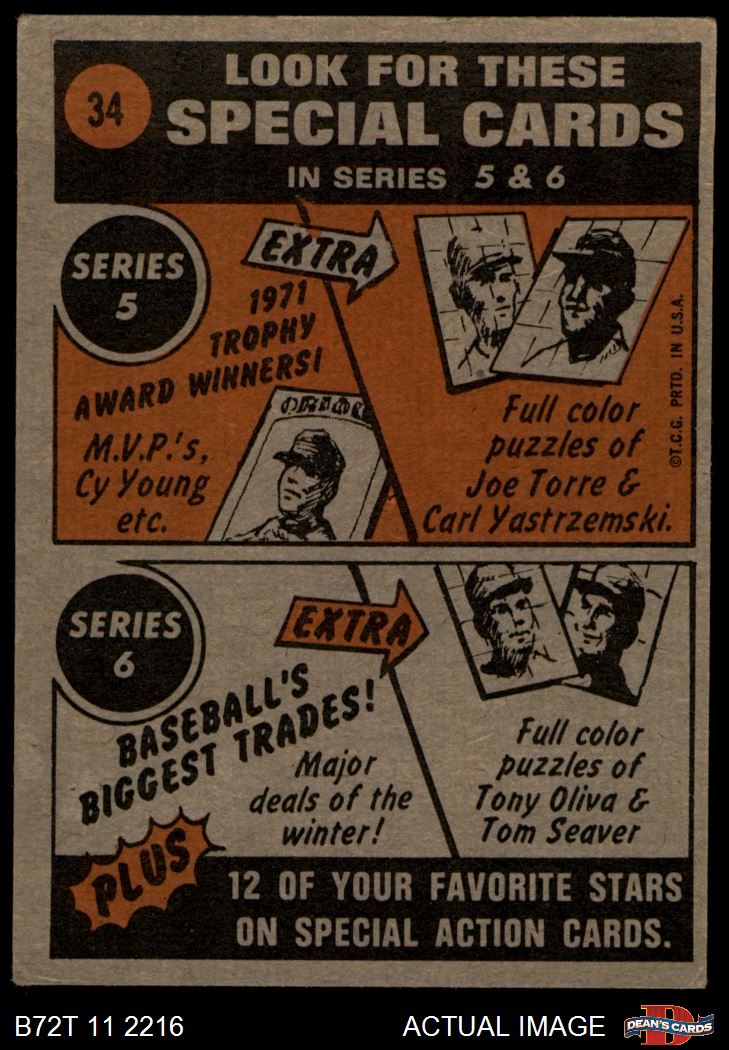 34
LOOK FOR THESE
SPECIAL CARDS
IN SERIES 5 & 6
SERIES
5
EXTRA
1971
TROPHY
AWARD WINNERS!
M.V.P.'s,
Cy Young
etc.
Full color
puzzles of
Joe Torre &
Carl Yastrzemski.
©T.C.G. PRTD. IN U.S.A.
SERIES
6
EXTRA
BASEBALL'S
BIGGEST TRADES!
Major
deals of the
winter!
Full color
puzzles of
Tony Oliva &
Tom Seaver
PLUS
12 OF YOUR FAVORITE STARS
ON SPECIAL ACTION CARDS.
B72T 11 2216
ACTUAL IMAGE
D
DEAN'S CARDS